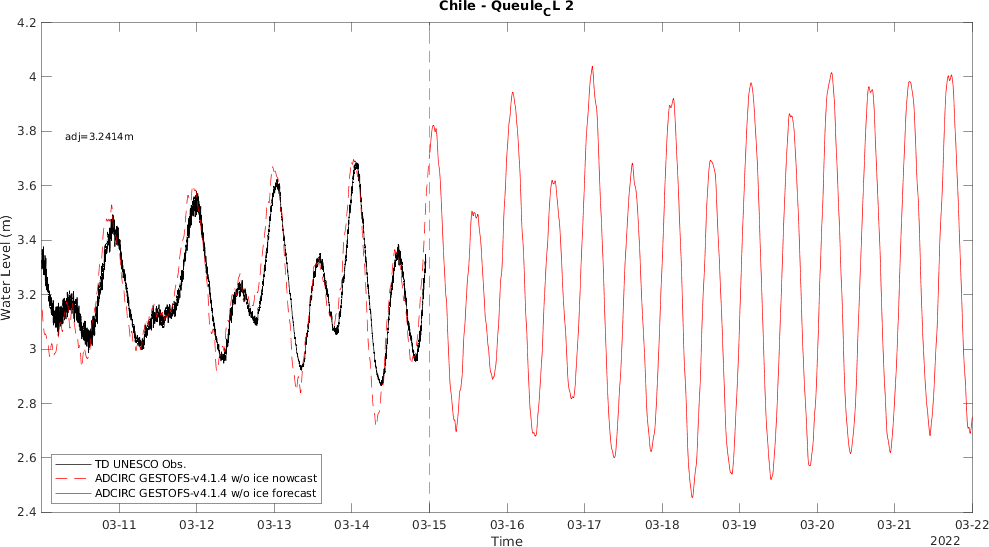 Chile - Queule_CL 2
4.2
4
3.8
3.6
3.4
3.2
3
2.8
2.6
2.4
Water Level (m)
adj=3.2414m
TD UNESCO Obs.
ADCIRC GESTOFS-v4.1.4 w/o ice nowcast
ADCIRC GESTOFS-v4.1.4 w/o ice forecast
03-11 03-12 03-13 03-14 03-15 03-16 03-17 03-18 03-19 03-20 03-21 03-22
Time
2022